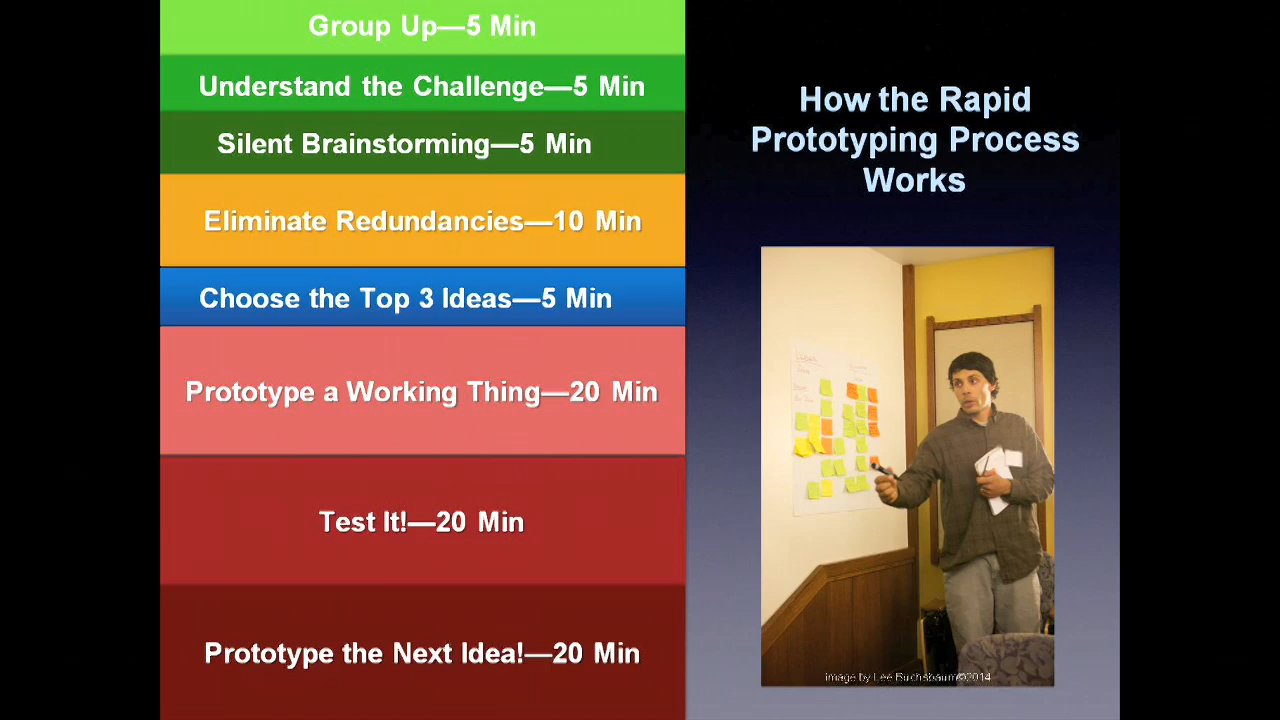 Group Up—5 Min
Understand the Challenge—5 Min
Silent Brainstorming—5 Min
Eliminate Redundancies—10 Min
Choose the Top 3 Ideas—5 Min
Prototype a Working Thing—20 Min
Test It!—20 Min
Prototype the Next Idea!—20 Min
How the Rapid
Prototyping Process
Works
image by Lee Buchsbaum©2014